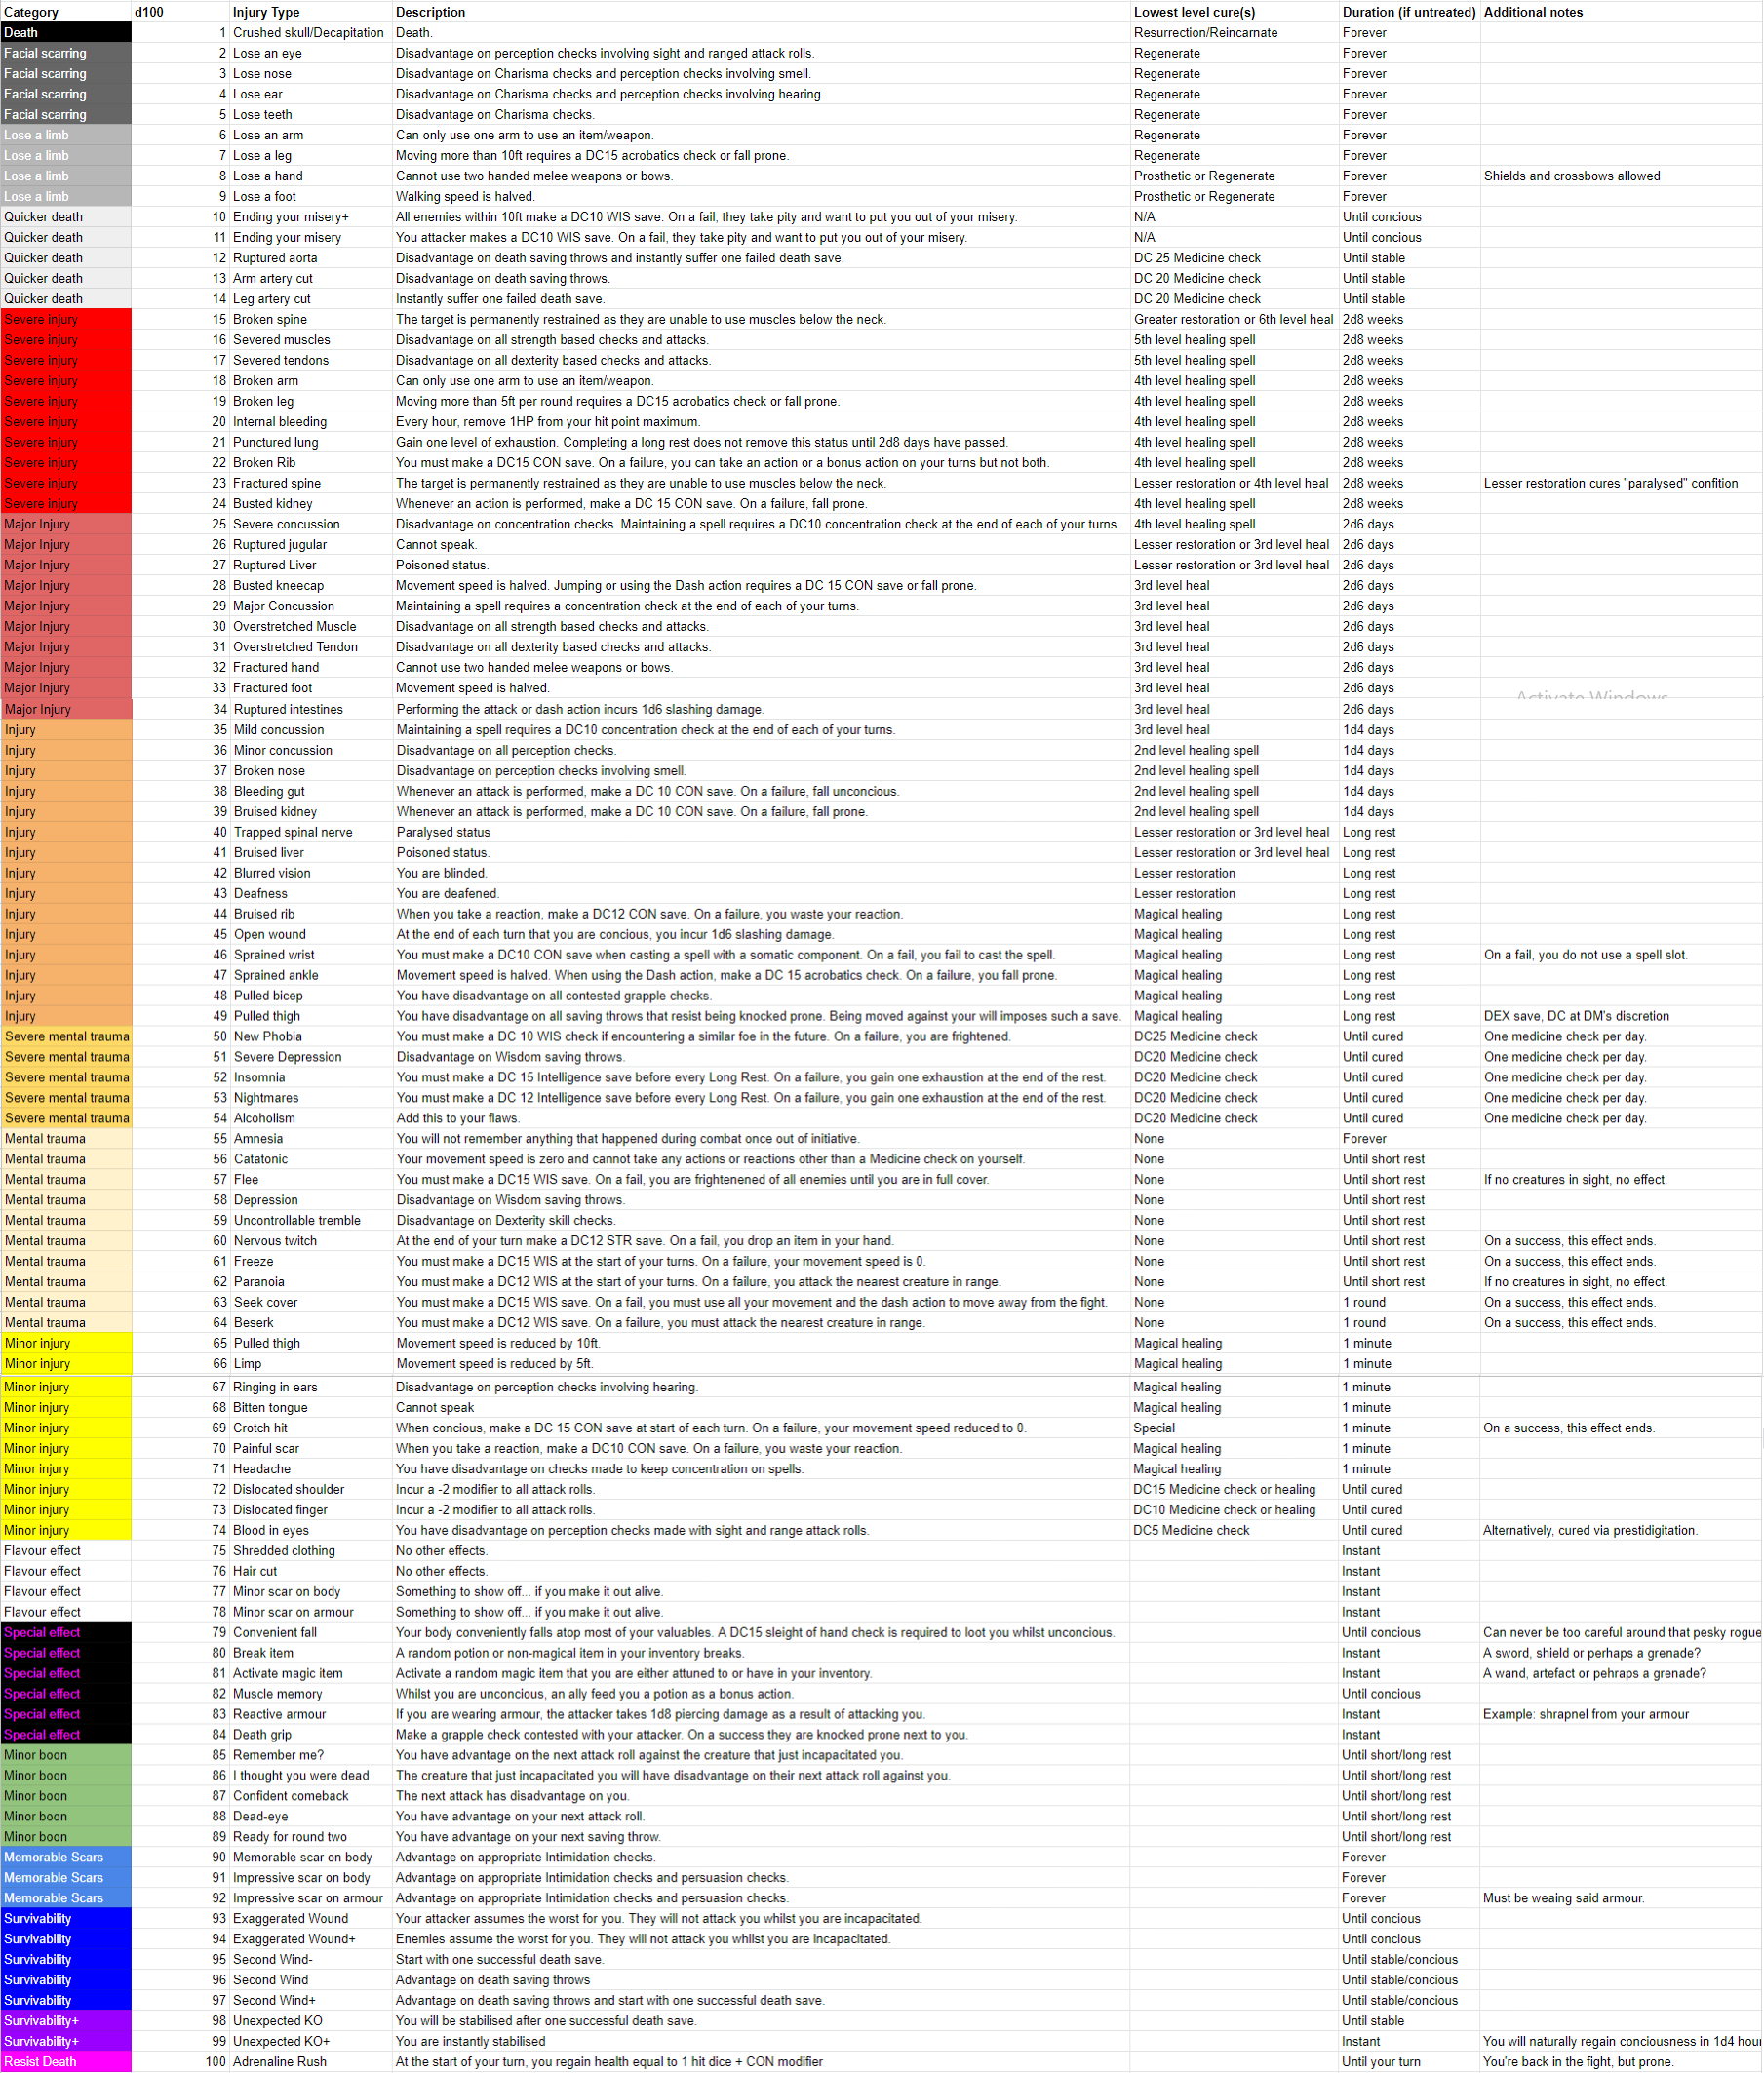 Category d100 Injury Type Description Lowest level cure(s) Duration (if untreated) Additional notes
Death 1 Crushed skull/Decapitation Death. Resurrection/Reincarnate Forever
Facial scarring 2 Lose an eye Disadvantage on perception checks involving sight and ranged attack rolls. Regenerate Forever
Facial scarring 3 Lose nose Disadvantage on Charisma checks and perception checks involving smell. Regenerate Forever
Facial scarring 4 Lose ear Disadvantage on Charisma checks and perception checks involving hearing. Regenerate Forever
Facial scarring 5 Lose teeth Disadvantage on Charisma checks. Regenerate Forever
Lose a limb 6 Lose an arm Can only use one arm to use an item/weapon. Regenerate Forever
Lose a limb 7 Lose a leg Moving more than 10ft requires a DC15 acrobatics check or fall prone. Regenerate Forever
Lose a limb 8 Lose a hand Cannot use two handed melee weapons or bows. Prosthetic or Regenerate Forever Shields and crossbows allowed
Lose a limb 9 Lose a foot Walking speed is halved. Prosthetic or Regenerate Forever
Quicker death 10 Ending your misery+ All enemies within 10ft make a DC10 WIS save. On a fail, they take pity and want to put you out of your misery. N/A Until concious
Quicker death 11 Ending your misery You attacker makes a DC10 WIS save. On a fail, they take pity and want to put you out of your misery. N/A Until concious
Quicker death 12 Ruptured aorta Disadvantage on death saving throws and instantly suffer one failed death save. DC 25 Medicine check Until stable
Quicker death 13 Arm artery cut Disadvantage on death saving throws. DC 20 Medicine check Until stable
Quicker death 14 Leg artery cut Instantly suffer one failed death save. DC 20 Medicine check Until stable
Severe injury 15 Broken spine The target is permanently restrained as they are unable to use muscles below the neck. Greater restoration or 6th level heal 2d8 weeks
Severe injury 16 Severed muscles Disadvantage on all strength based checks and attacks. 5th level healing spell 2d8 weeks
Severe injury 17 Severed tendons Disadvantage on all dexterity based checks and attacks. 5th level healing spell 2d8 weeks
Severe injury 18 Broken arm Can only use one arm to use an item/weapon. 4th level healing spell 2d8 weeks
Severe injury 19 Broken leg Moving more than 5ft per round requires a DC15 acrobatics check or fall prone. 4th level healing spell 2d8 weeks
Severe injury 20 Internal bleeding Every hour, remove 1HP from your hit point maximum. 4th level healing spell 2d8 weeks
Severe injury 21 Punctured lung Gain one level of exhaustion. Completing a long rest does not remove this status until 2d8 days have passed. 4th level healing spell 2d8 weeks
Severe injury 22 Broken Rib You must make a DC15 CON save. On a failure, you can take an action or a bonus action on your turns but not both. 4th level healing spell 2d8 weeks
Severe injury 23 Fractured spine The target is permanently restrained as they are unable to use muscles below the neck. Lesser restoration or 4th level heal 2d8 weeks Lesser restoration cures "paralysed" confition
Severe injury 24 Busted kidney Whenever an action is performed, make a DC 15 CON save. On a failure, fall prone. 4th level healing spell 2d8 weeks
Major Injury 25 Severe concussion Disadvantage on concentration checks. Maintaining a spell requires a DC10 concentration check at the end of each of your turns. 4th level healing spell 2d6 days
Major Injury 26 Ruptured jugular Cannot speak. Lesser restoration or 3rd level heal 2d6 days
Major Injury 27 Ruptured Liver Poisoned status. Lesser restoration or 3rd level heal 2d6 days
Major Injury 28 Busted kneecap Movement speed is halved. Jumping or using the Dash action requires a DC 15 CON save or fall prone. 3rd level heal 2d6 days
Major Injury 29 Major Concussion Maintaining a spell requires a concentration check at the end of each of your turns. 3rd level heal 2d6 days
Major Injury 30 Overstretched Muscle Disadvantage on all strength based checks and attacks. 3rd level heal 2d6 days
Major Injury 31 Overstretched Tendon Disadvantage on all dexterity based checks and attacks. 3rd level heal 2d6 days
Major Injury 32 Fractured hand Cannot use two handed melee weapons or bows. 3rd level heal 2d6 days
Major Injury 33 Fractured foot Movement speed is halved. 3rd level heal 2d6 days
Activate Windows
Major Injury 34 Ruptured intestines Performing the attack or dash action incurs 1d6 slashing damage. 3rd level heal 2d6 days
Injury 35 Mild concussion Maintaining a spell requires a DC10 concentration check at the end of each of your turns. 3rd level heal 1d4 days
Injury 36 Minor concussion Disadvantage on all perception checks. 2nd level healing spell 1d4 days
Injury 37 Broken nose Disadvantage on perception checks involving smell. 2nd level healing spell 1d4 days
Injury 38 Bleeding gut Whenever an attack is performed, make a DC 10 CON save. On a failure, fall unconcious. 2nd level healing spell 1d4 days
Injury 39 Bruised kidney Whenever an attack is performed, make a DC 10 CON save. On a failure, fall prone. 2nd level healing spell 1d4 days
Injury 40 Trapped spinal nerve Paralysed status Lesser restoration or 3rd level heal Long rest
Injury 41 Bruised liver Poisoned status. Lesser restoration or 3rd level heal Long rest
Injury 42 Blurred vision You are blinded. Lesser restoration Long rest
Injury 43 Deafness You are deafened. Lesser restoration Long rest
Injury 44 Bruised rib When you take a reaction, make a DC12 CON save. On a failure, you waste your reaction. Magical healing Long rest
Injury 45 Open wound At the end of each turn that you are concious, you incur 1d6 slashing damage. Magical healing Long rest
Injury 46 Sprained wrist You must make a DC10 CON save when casting a spell with a somatic component. On a fail, you fail to cast the spell. Magical healing Long rest On a fail, you do not use a spell slot.
Injury 47 Sprained ankle Movement speed is halved. When using the Dash action, make a DC 15 acrobatics check. On a failure, you fall prone. Magical healing Long rest
Injury 48 Pulled bicep You have disadvantage on all contested grapple checks. Magical healing Long rest
Injury 49 Pulled thigh You have disadvantage on all saving throws that resist being knocked prone. Being moved against your will imposes such a save. Magical healing Long rest DEX save, DC at DM's discretion
Severe mental trauma 50 New Phobia You must make a DC 10 WIS check if encountering a similar foe in the future. On a failure, you are frightened. DC25 Medicine check Until cured One medicine check per day.
Severe mental trauma 51 Severe Depression Disadvantage on Wisdom saving throws. DC20 Medicine check Until cured One medicine check per day.
Severe mental trauma 52 Insomnia You must make a DC 15 Intelligence save before every Long Rest. On a failure, you gain one exhaustion at the end of the rest. DC20 Medicine check Until cured One medicine check per day.
Severe mental trauma 53 Nightmares You must make a DC 12 Intelligence save before every Long Rest. On a failure, you gain one exhaustion at the end of the rest. DC20 Medicine check Until cured One medicine check per day.
Severe mental trauma 54 Alcoholism Add this to your flaws. DC20 Medicine check Until cured One medicine check per day.
Mental trauma 55 Amnesia You will not remember anything that happened during combat once out of initiative. None Forever
Mental trauma 56 Catatonic Your movement speed is zero and cannot take any actions or reactions other than a Medicine check on yourself. None Until short rest
Mental trauma 57 Flee You must make a DC15 WIS save. On a fail, you are frightenened of all enemies until you are in full cover. None Until short rest If no creatures in sight, no effect.
Mental trauma 58 Depression Disadvantage on Wisdom saving throws. None Until short rest
Mental trauma 59 Uncontrollable tremble Disadvantage on Dexterity skill checks. None Until short rest
Mental trauma 60 Nervous twitch At the end of your turn make a DC12 STR save. On a fail, you drop an item in your hand. None Until short rest On a success, this effect ends.
Mental trauma 61 Freeze You must make a DC15 WIS at the start of your turns. On a failure, your movement speed is 0. None Until short rest On a success, this effect ends.
Mental trauma 62 Paranoia You must make a DC12 WIS at the start of your turns. On a failure, you attack the nearest creature in range. None Until short rest If no creatures in sight, no effect.
Mental trauma 63 Seek cover You must make a DC15 WIS save. On a fail, you must use all your movement and the dash action to move away from the fight. None 1 round On a success, this effect ends.
Mental trauma 64 Beserk You must make a DC12 WIS save. On a failure, you must attack the nearest creature in range. None 1 round On a success, this effect ends.
Minor injury 65 Pulled thigh Movement speed is reduced by 10ft. Magical healing 1 minute
Minor injury 66 Limp Movement speed is reduced by 5ft. Magical healing 1 minute
Minor injury 67 Ringing in ears Disadvantage on perception checks involving hearing. Magical healing 1 minute
Minor injury 68 Bitten tongue Cannot speak Magical healing 1 minute
Minor injury 69 Crotch hit When concious, make a DC 15 CON save at start of each turn. On a failure, your movement speed reduced to 0. Special 1 minute On a success, this effect ends.
Minor injury 70 Painful scar When you take a reaction, make a DC10 CON save. On a failure, you waste your reaction. Magical healing 1 minute
Minor injury 71 Headache You have disadvantage on checks made to keep concentration on spells. Magical healing 1 minute
Minor injury 72 Dislocated shoulder Incur a -2 modifier to all attack rolls. DC15 Medicine check or healing Until cured
Minor injury 73 Dislocated finger Incur a -2 modifier to all attack rolls. DC10 Medicine check or healing Until cured
Minor injury 74 Blood in eyes You have disadvantage on perception checks made with sight and range attack rolls. DC5 Medicine check Until cured Alternatively, cured via prestidigitation.
Flavour effect 75 Shredded clothing No other effects. Instant
Flavour effect 76 Hair cut No other effects. Instant
Flavour effect 77 Minor scar on body Something to show off... if you make it out alive. Instant
Flavour effect 78 Minor scar on armour Something to show off... if you make it out alive. Instant
Special effect 79 Convenient fall Your body conveniently falls atop most of your valuables. A DC15 sleight of hand check is required to loot you whilst unconcious. Until concious Can never be too careful around that pesky rogue
Special effect 80 Break item A random potion or non-magical item in your inventory breaks. Instant A sword, shield or perhaps a grenade?
Special effect 81 Activate magic item Activate a random magic item that you are either attuned to or have in your inventory. Instant A wand, artefact or pehraps a grenade?
Special effect 82 Muscle memory Whilst you are unconcious, an ally feed you a potion as a bonus action. Until concious
Special effect 83 Reactive armour If you are wearing armour, the attacker takes 1d8 piercing damage as a result of attacking you. Instant Example: shrapnel from your armour
Special effect 84 Death grip Make a grapple check contested with your attacker. On a success they are knocked prone next to you. Instant
Minor boon 85 Remember me? You have advantage on the next attack roll against the creature that just incapacitated you. Until short/long rest
Minor boon 86 I thought you were dead The creature that just incapacitated you will have disadvantage on their next attack roll against you. Until short/long rest
Minor boon 87 Confident comeback The next attack has disadvantage on you. Until short/long rest
Minor boon 88 Dead-eye You have advantage on your next attack roll. Until short/long rest
Minor boon 89 Ready for round two You have advantage on your next saving throw. Until short/long rest
Memorable Scars 90 Memorable scar on body Advantage on appropriate Intimidation checks. Forever
Memorable Scars 91 Impressive scar on body Advantage on appropriate Intimidation checks and persuasion checks. Forever
Memorable Scars 92 Impressive scar on armour Advantage on appropriate Intimidation checks and persuasion checks. Forever Must be weaing said armour.
Survivability 93 Exaggerated Wound Your attacker assumes the worst for you. They will not attack you whilst you are incapacitated. Until concious
Survivability 94 Exaggerated Wound+ Enemies assume the worst for you. They will not attack you whilst you are incapacitated. Until concious
Survivability 95 Second Wind- Start with one successful death save. Until stable/concious
Survivability 96 Second Wind Advantage on death saving throws Until stable/concious
Survivability 97 Second Wind+ Advantage on death saving throws and start with one successful death save. Until stable/concious
Survivability+ 98 Unexpected KO You will be stabilised after one successful death save. Until stable
Survivability+ 99 Unexpected KO+ You are instantly stabilised Instant You will naturally regain conciousness in 1d4 hou
Resist Death 100 Adrenaline Rush At the start of your turn, you regain health equal to 1 hit dice + CON modifier Until your turn You're back in the fight, but prone.